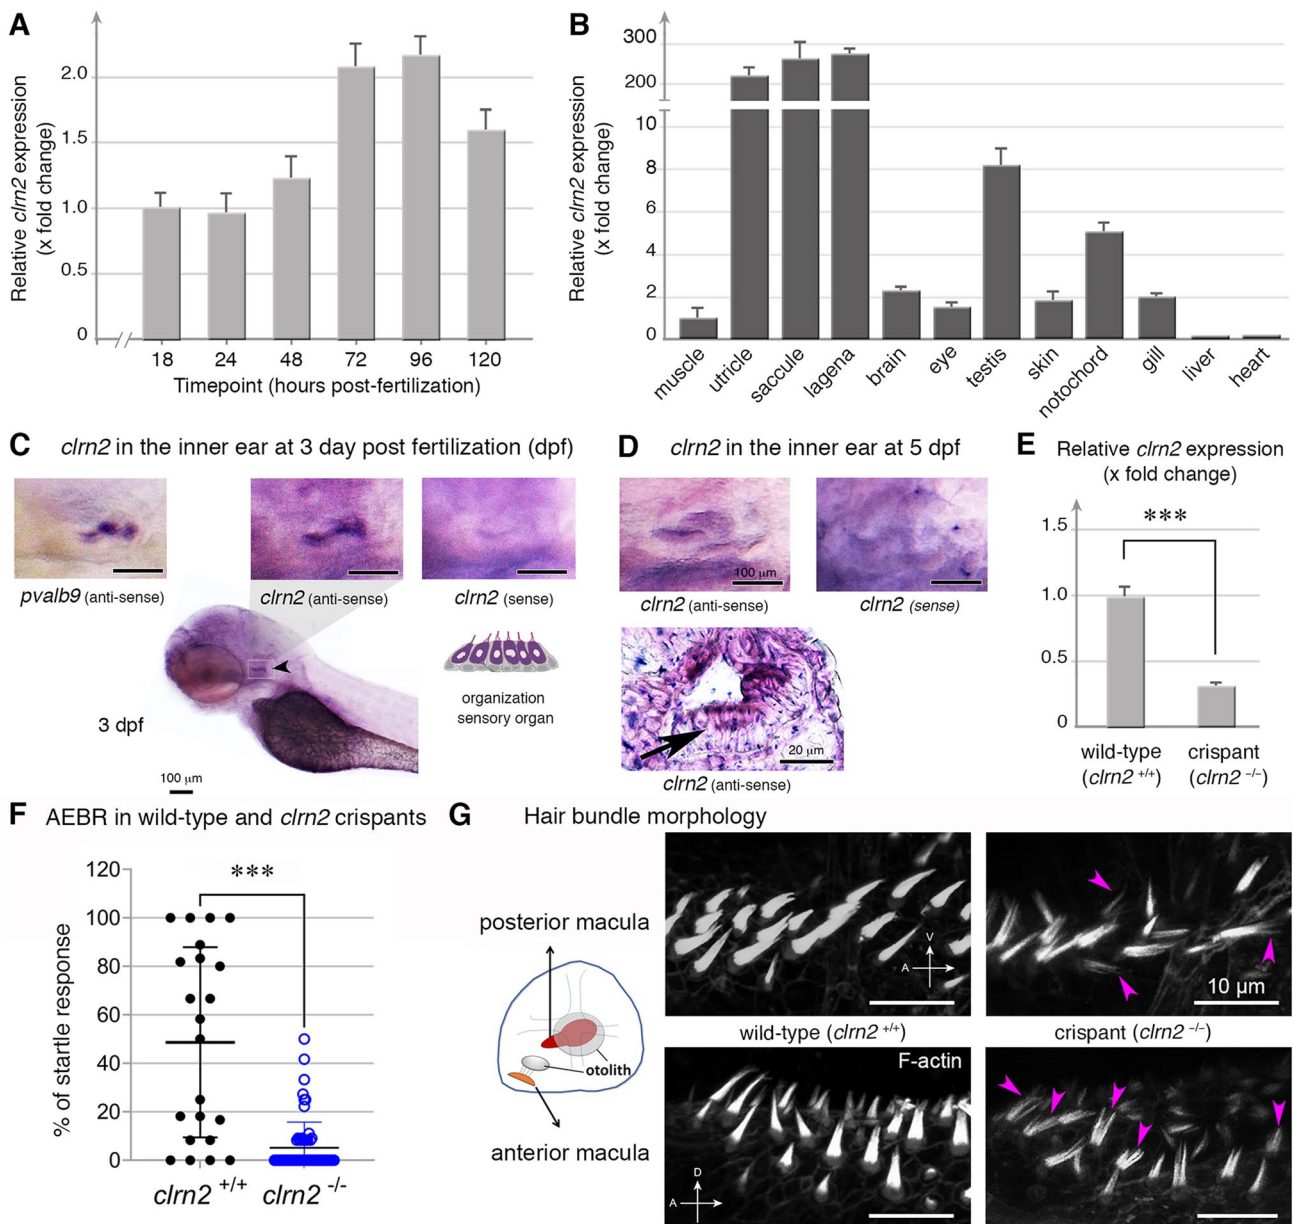 A
Relative clrn2 expression
(x fold change)
2.0
1.5
1.0
0.5
0
18 24 48 72 96 120
Timepoint (hours post-fertilization)
B
Relative clrn2 expression
(x fold change)
300
200
10
8
6
4
2
0
muscle utricle saccule lagena brain eye testis skin notochord gill liver heart
C clrn2 in the inner ear at 3 day post fertilization (dpf)
pvalb9 (anti-sense)
clrn2 (anti-sense)
clrn2 (sense)
organization
sensory organ
3 dpf
100 µm
D clrn2 in the inner ear at 5 dpf
100 µm
clrn2 (anti-sense)
clrn2 (sense)
20 µm
clrn2 (anti-sense)
E Relative clrn2 expression
(x fold change)
***
1.5
1.0
0.5
0
wild-type
(clrn2 +/+)
crispant
(clrn2 –/–)
F AEBR in wild-type and clrn2 crispants
% of startle response
120
100
80
60
40
20
0
***
clrn2 +/+ clrn2 -/-
G Hair bundle morphology
posterior macula
otolith
anterior macula
V
A
10 µm
wild-type (clrn2 +/+)
crispant (clrn2 –/–)
F-actin
D
A